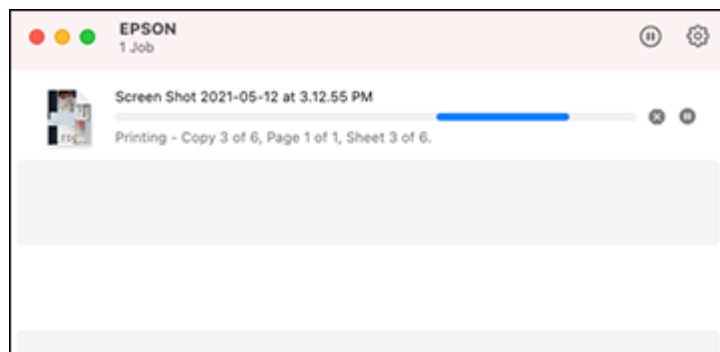 EPSON
1 Job
Screen Shot 2021-05-12 at 3.12.55 PM
Printing - Copy 3 of 6, Page 1 of 1, Sheet 3 of 6.